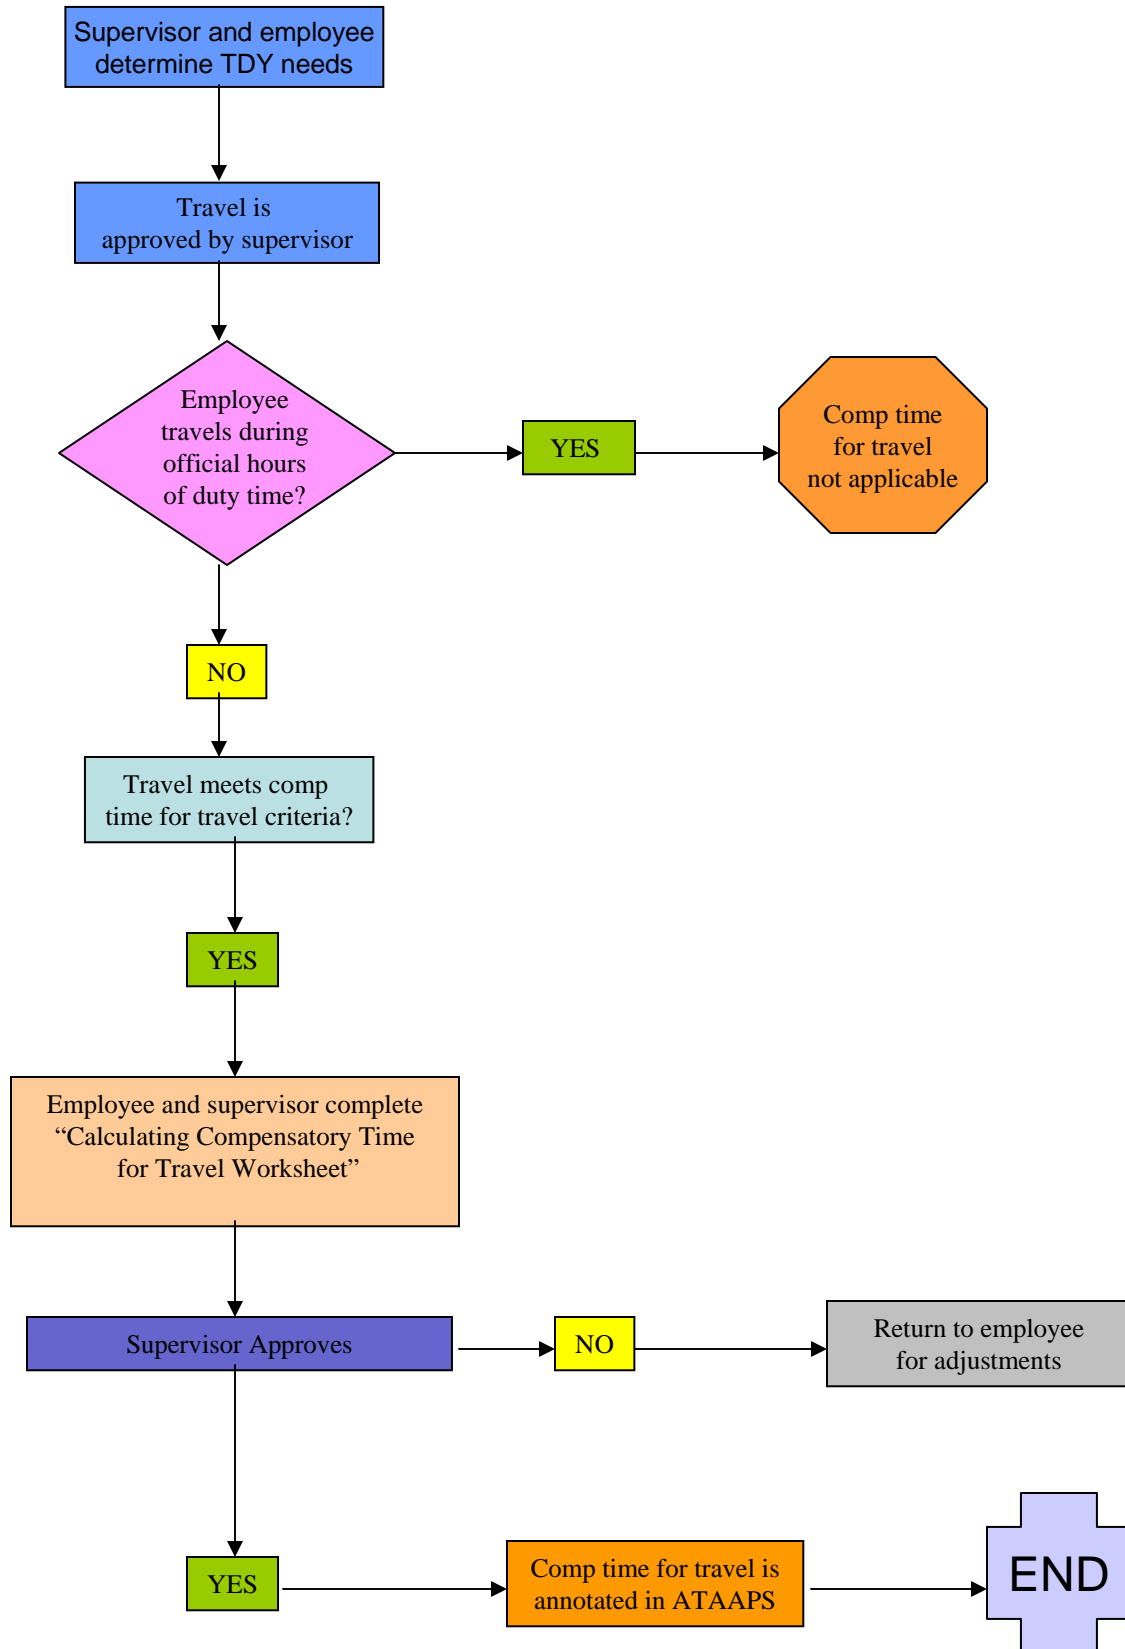 Supervisor and employee
determine TDY needs
Travel is
approved by supervisor
Employee
travels during
official hours
of duty time?
YES
Comp time
for travel
not applicable
NO
Travel meets comp
time for travel criteria?
YES
Employee and supervisor complete
“Calculating Compensatory Time
for Travel Worksheet”
Supervisor Approves
NO
Return to employee
for adjustments
YES
Comp time for travel is
annotated in ATAAPS
END